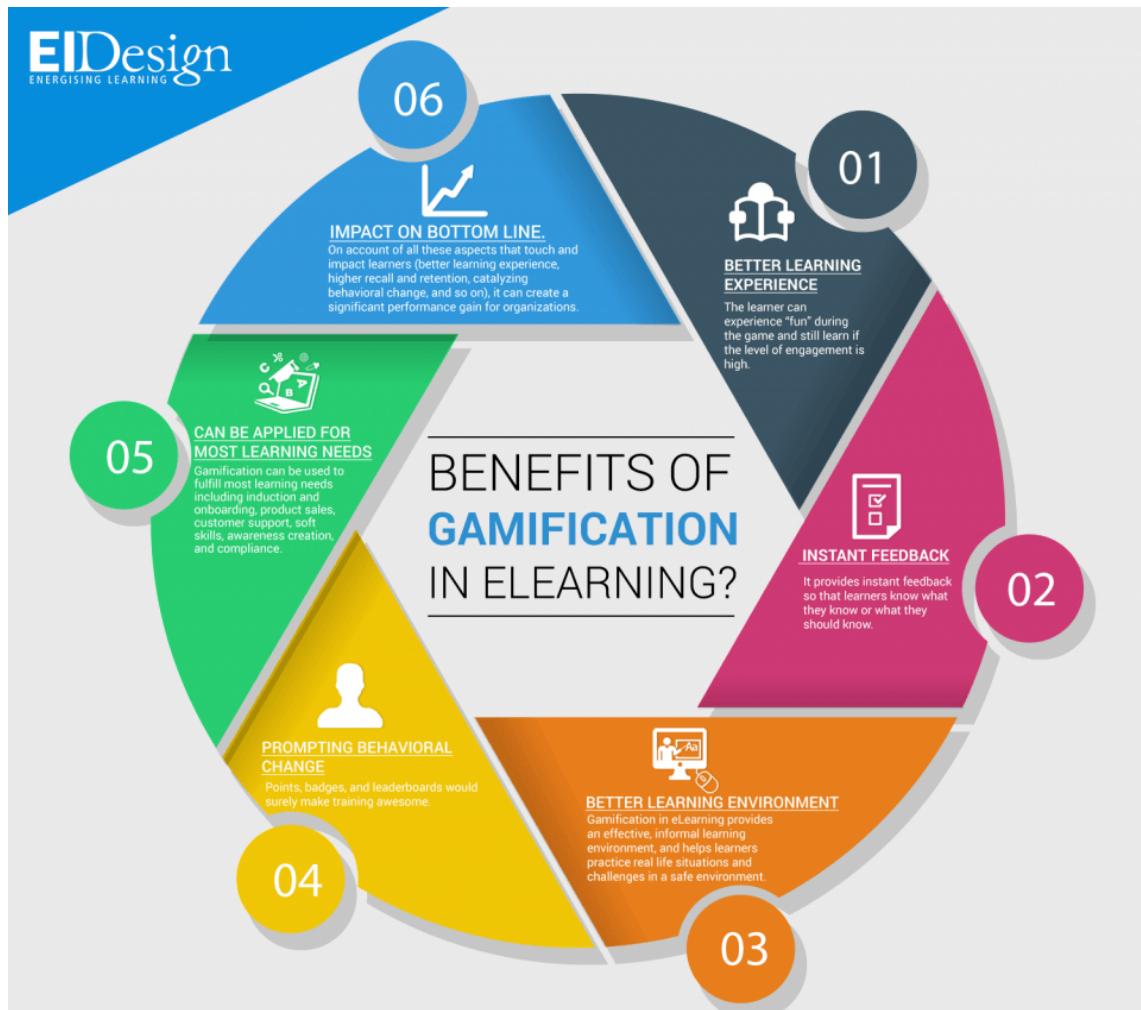 EIDesign
ENERGISING LEARNING
BENEFITS OF
GAMIFICATION
IN ELEARNING?
01
BETTER LEARNING
EXPERIENCE
The learner can
experience “fun” during
the game and still learn if
the level of engagement is
high.
02
INSTANT FEEDBACK
It provides instant feedback
so that learners know what
they know or what they
should know.
03
Aa
BETTER LEARNING ENVIRONMENT
Gamification in eLearning provides
an effective, informal learning
environment, and helps learners
practice real life situations and
challenges in a safe environment.
04
PROMPTING BEHAVIORAL
CHANGE
Points, badges, and leaderboards would
surely make training awesome.
05
A
B
CAN BE APPLIED FOR
MOST LEARNING NEEDS
Gamification can be used to
fulfill most learning needs
including induction and
onboarding, product sales,
customer support, soft
skills, awareness creation,
and compliance.
06
IMPACT ON BOTTOM LINE.
On account of all these aspects that touch and
impact learners (better learning experience,
higher recall and retention, catalyzing
behavioral change, and so on), it can create a
significant performance gain for organizations.